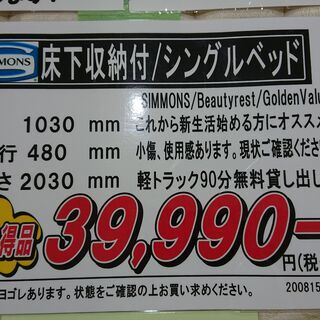 SIMMONS
床下収納付/シングルベッド
SIMMONS/Beautyrest/GoldenValu
1030 mm これから新生活始める方にオススメ
行 480 mm 小傷、使用感あります。現状ご確認くださ
さ 2030 mm 軽トラック90分無料貸し出し
得品 39,990-
円(税
ヨゴレあります。状態をご確認の上お買い求めください。 200815